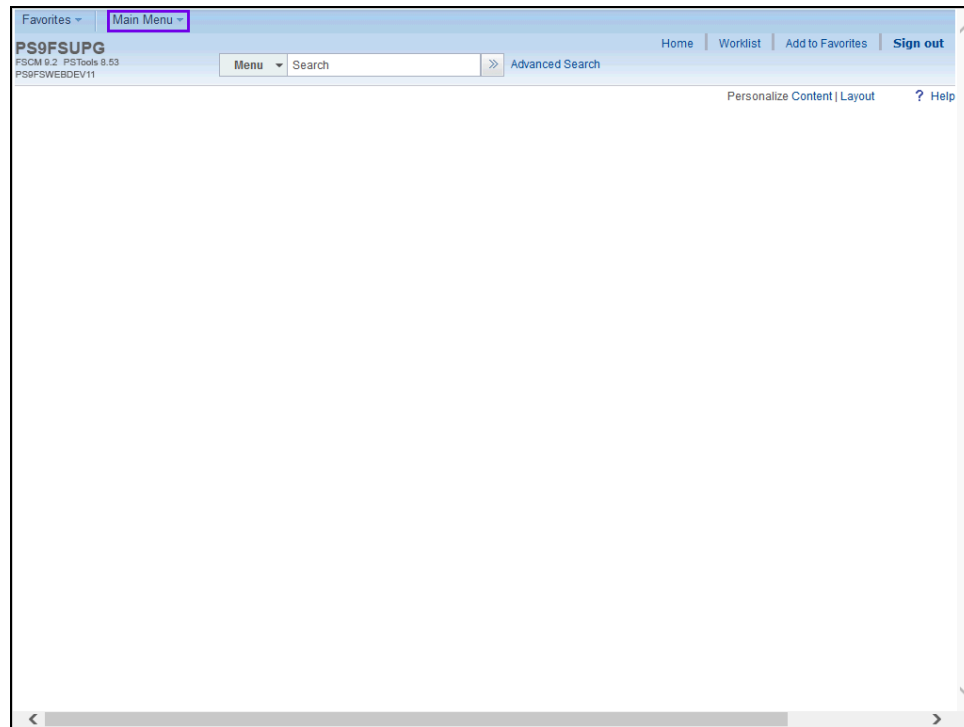 Favorites Main Menu
PS9FSUPG
Home Worklist Add to Favorites Sign out
FSCM 9.2 PSTools 8.53
Menu Search Advanced Search
PS9FSWEBDEV11
Personalize Content | Layout ? Help